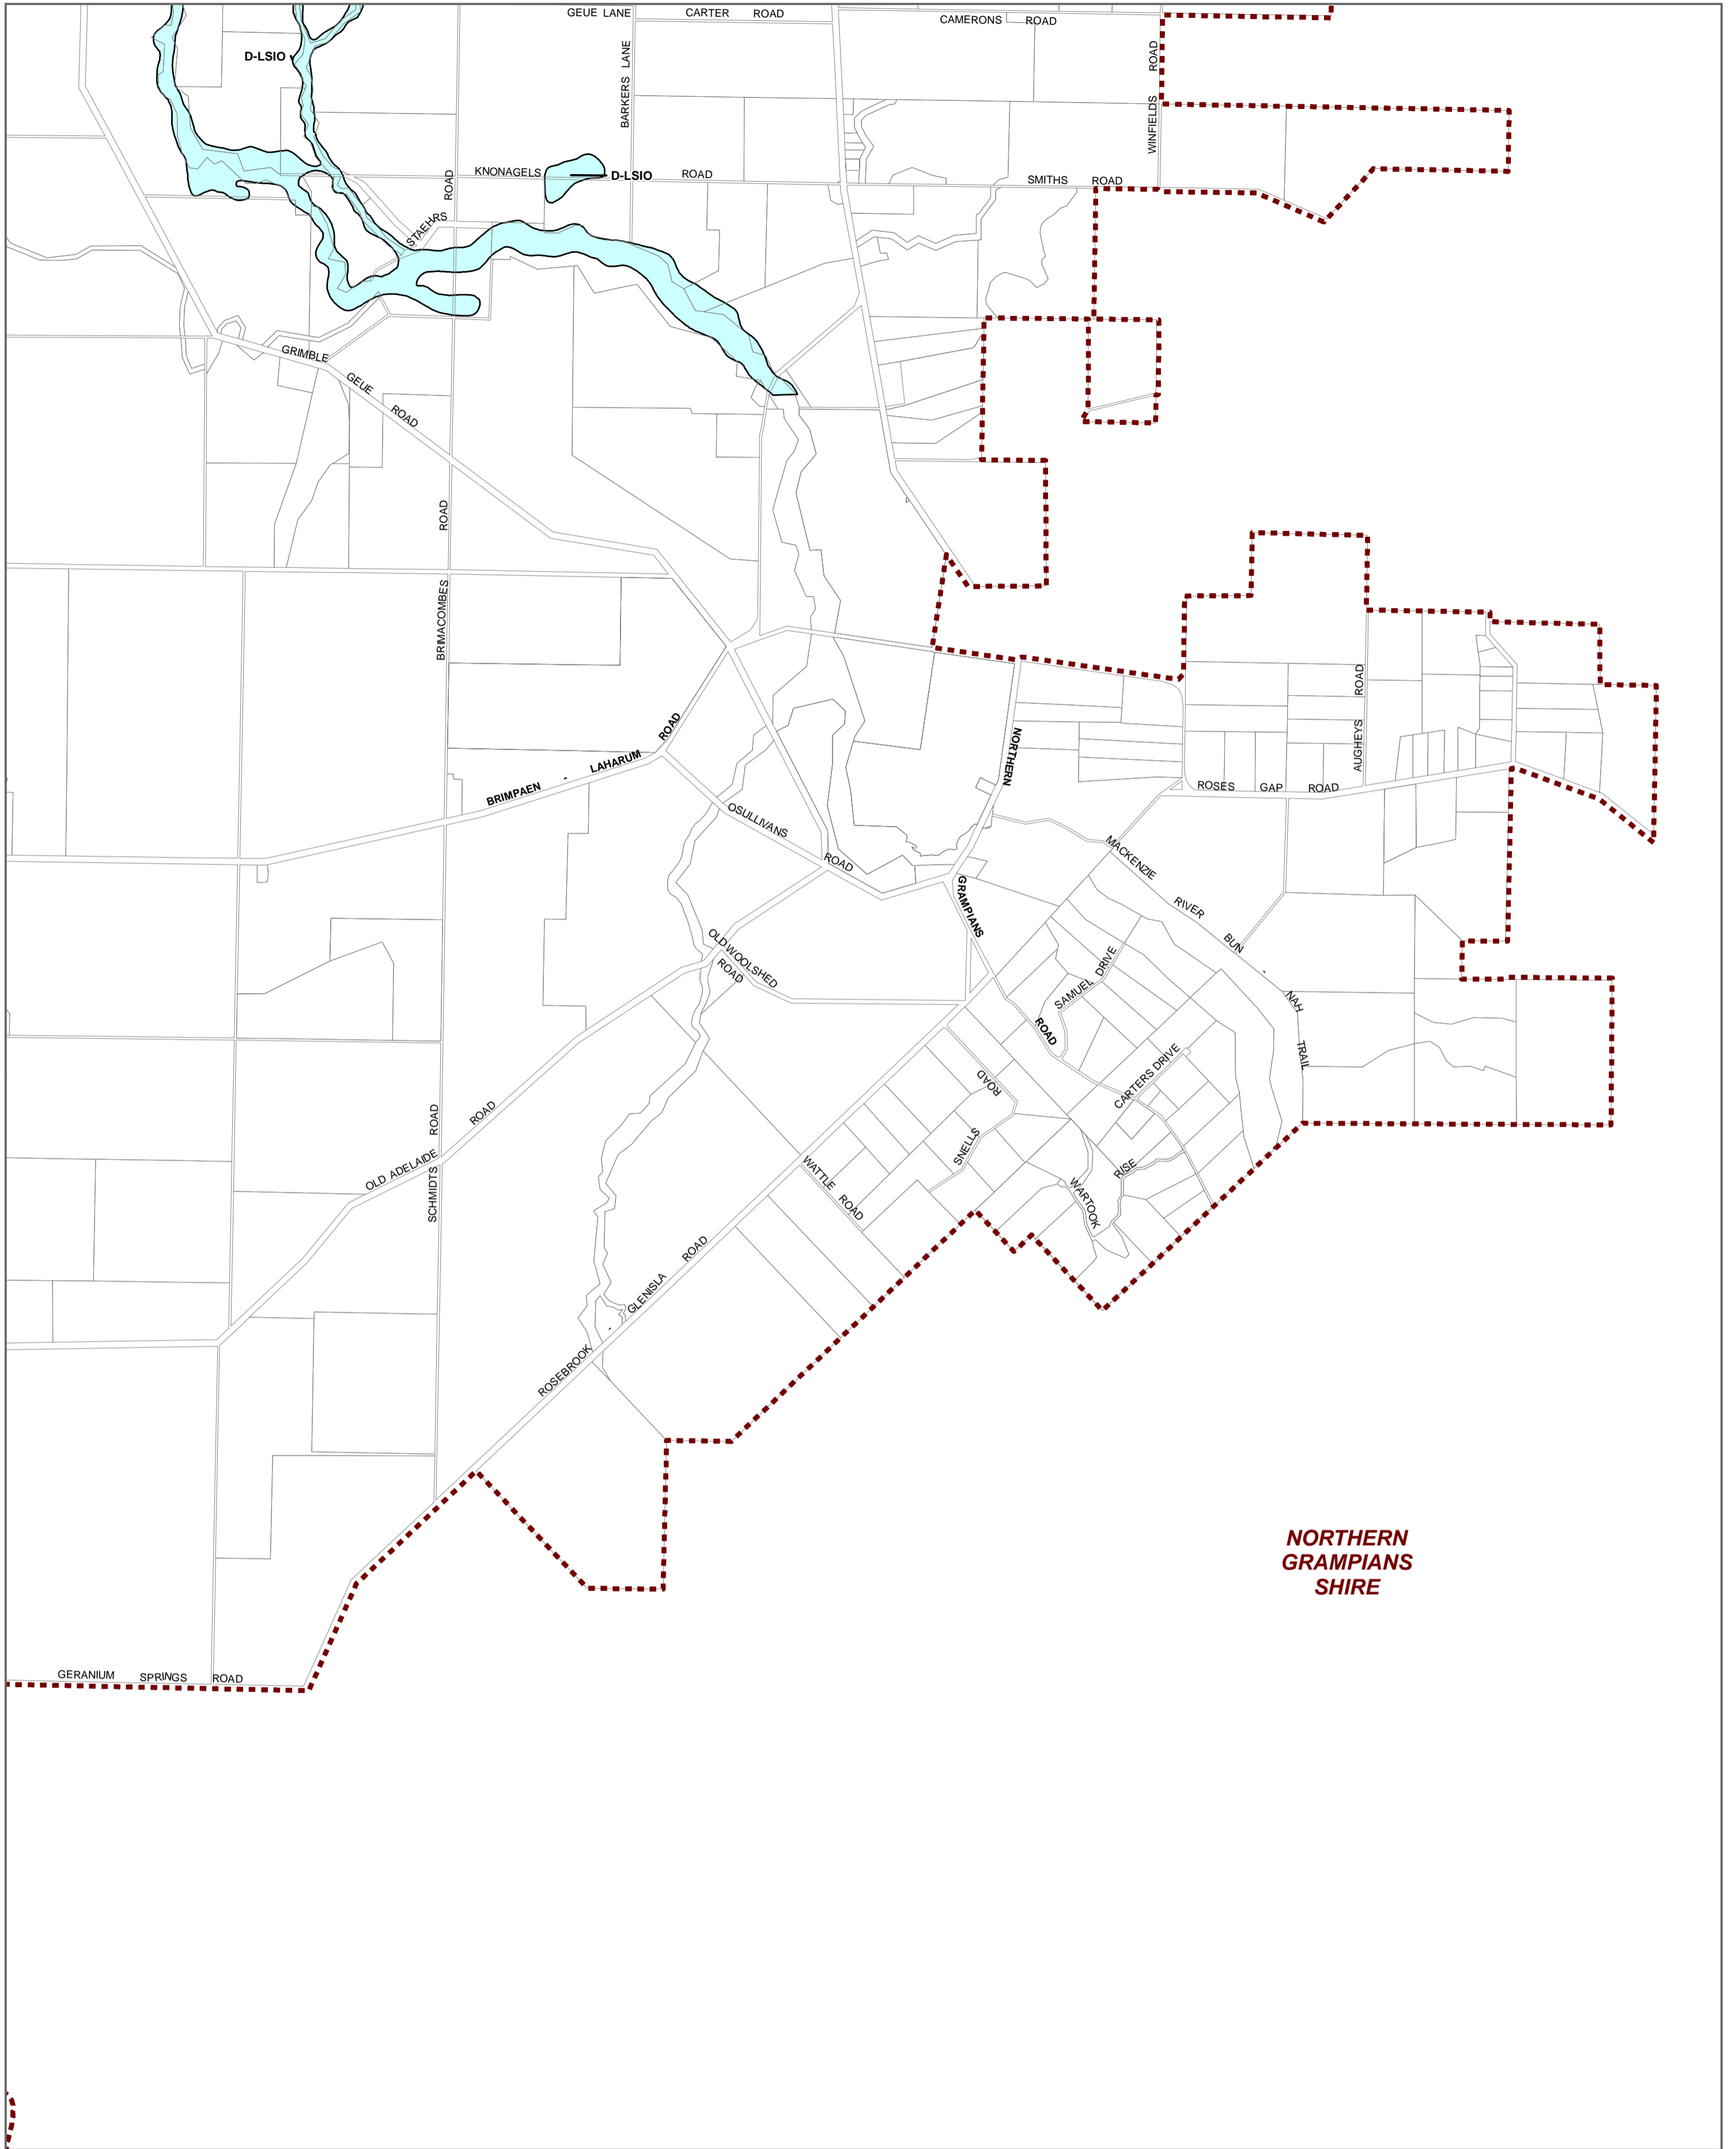 GEUE LANE
CARTER ROAD
CAMERONS ROAD
D-LSIO
BARKERS LANE
WINFIELDS ROAD
KNONAGELS ROAD
D-LSIO
SMITHS ROAD
STAEHRS ROAD
GRIMBLE
GEUE ROAD
BRIMACOMBES ROAD
AUGHEYS ROAD
NORTHERN
BRIMPAEN - LAHARUM ROAD
ROSES GAP ROAD
OSULLIVANS ROAD
MACKENZIE RIVER BUN - NAH TRAIL
GRAMPIANS
ROAD
OLD WOOLSHED
ROAD
SAMUEL DRIVE
CARTERS DRIVE
SNELLS ROAD
OLD ADELAIDE ROAD
SCHMIDTS ROAD
WATTLE ROAD
WARTOOK RISE
ROSEBROOK - GLENISLA ROAD
NORTHERN
GRAMPIANS
SHIRE
GERANIUM SPRINGS ROAD